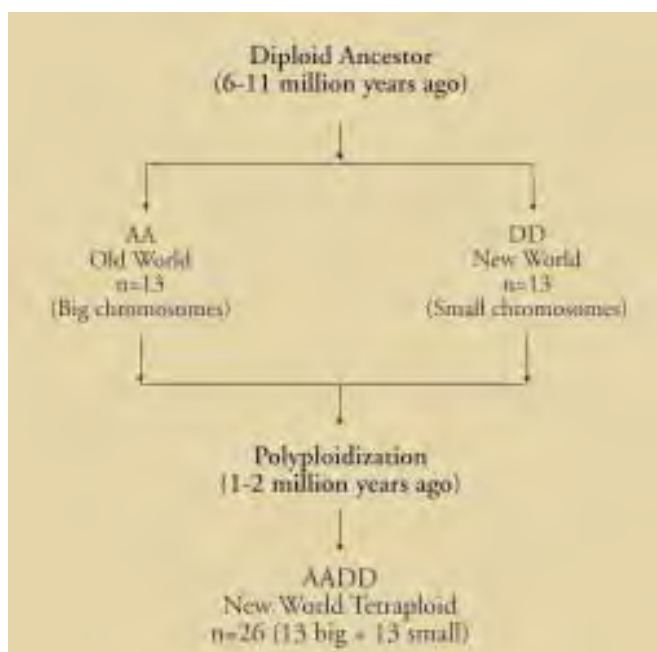 Diploid Ancestor
(6-11 million years ago)
AA
Old World
n=13
(Big chromosomes)
DD
New World
n=13
(Small chromosomes)
Polyploidization
(1-2 million years ago)
AADD
New World Tetraploid
n=26 (13 big + 13 small)